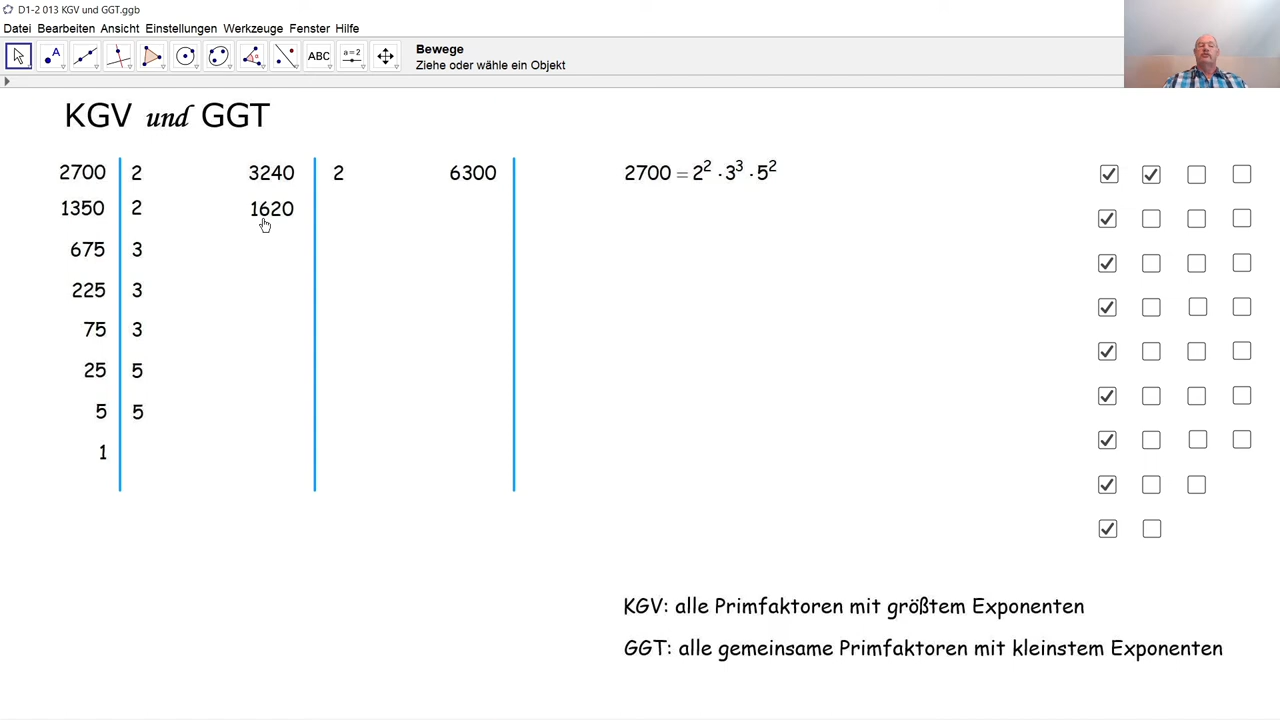 D1-2 013 KGV und GGT.ggb
Datei Bearbeiten Ansicht Einstellungen Werkzeuge Fenster Hilfe
A ABC a=2
Bewege
Ziehe oder wähle ein Objekt
KGV und GGT
2700 2 3240 2 6300 2700 = 2² · 3³ · 5²
1350 2 1620
675 3
225 3
75 3
25 5
5 5
1
KGV: alle Primfaktoren mit größtem Exponenten
GGT: alle gemeinsame Primfaktoren mit kleinstem Exponenten